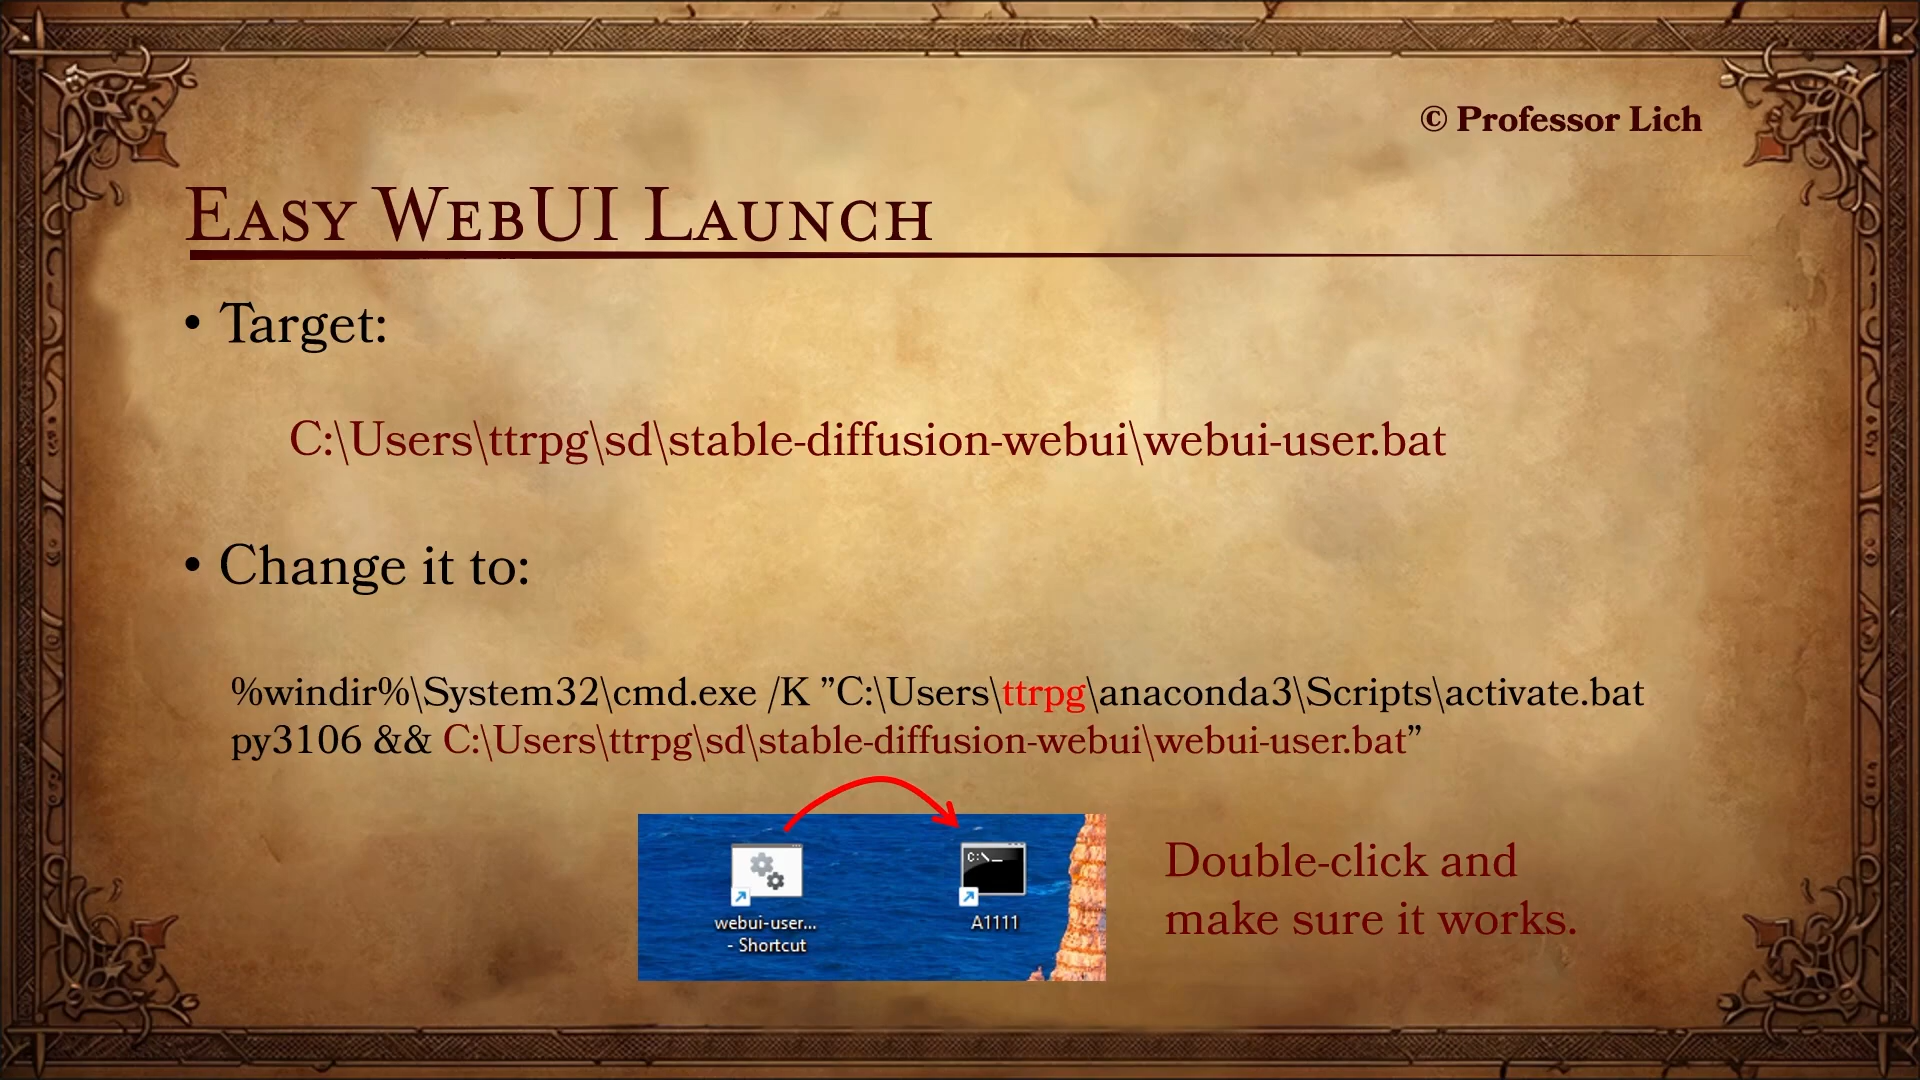 © Professor Lich
Easy WebUI Launch
• Target:
C:\Users\ttrpg\sd\stable-diffusion-webui\webui-user.bat
• Change it to:
%windir%\System32\cmd.exe /K ”C:\Users\ttrpg\anaconda3\Scripts\activate.bat
py3106 && C:\Users\ttrpg\sd\stable-diffusion-webui\webui-user.bat”
C:\_
webui-user...
- Shortcut
A1111
Double-click and
make sure it works.